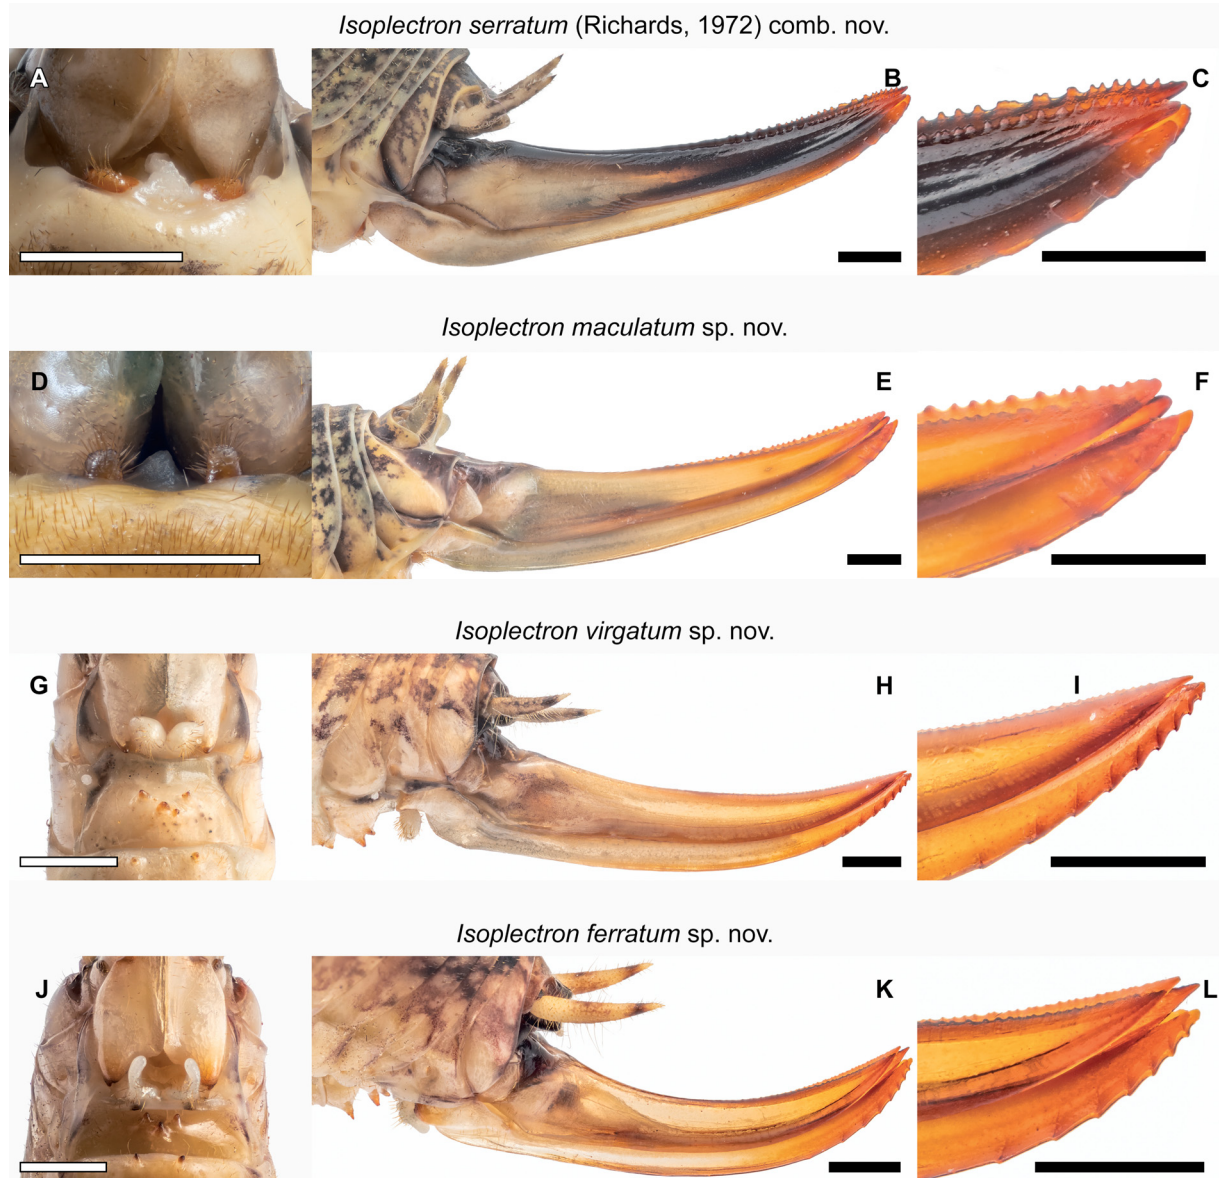 Isoplectron serratum (Richards, 1972) comb. nov.
A
B
C
Isoplectron maculatum sp. nov.
D
E
F
Isoplectron virgatum sp. nov.
G
H
I
Isoplectron ferratum sp. nov.
J
K
L